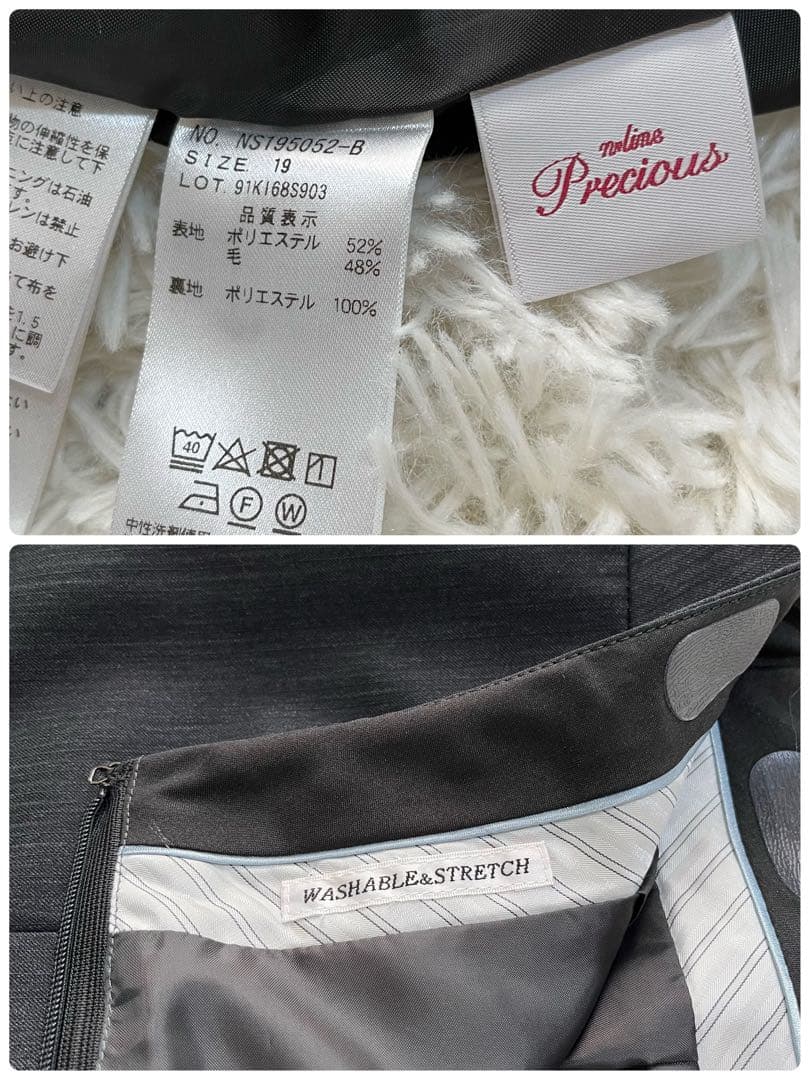 い上の注意
物の伸縮性を保
に注意して下
ニングは石油
レンは禁止
お避け下
て布を
1.5
に調
す。
い
NO. NS195052-B
SIZE 19
LOT. 91KI68S903
品質表示
表地 ポリエステル 52%
毛 48%
裏地 ポリエステル 100%
40
F W
中性洗剤使用
nline
Precious
WASHABLE&STRETCH